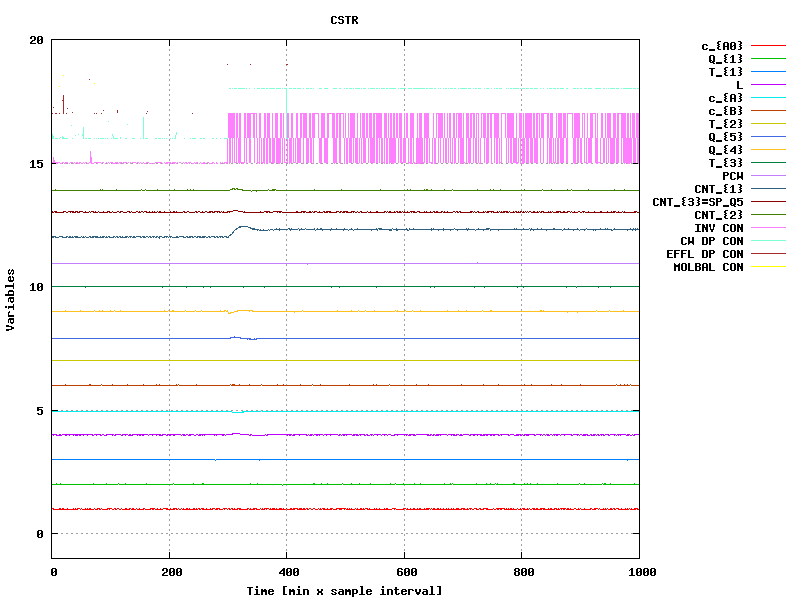 CSTR
20
15
10
5
0
Variables
0 200 400 600 800 1000
Time [min x sample interval]
c_{A0}
Q_{1}
T_{1}
L
c_{A}
c_{B}
T_{2}
Q_{5}
Q_{4}
T_{3}
PCW
CNT_{1}
CNT_{3}=SP_Q5
CNT_{2}
INV CON
CW DP CON
EFFL DP CON
MOLBAL CON